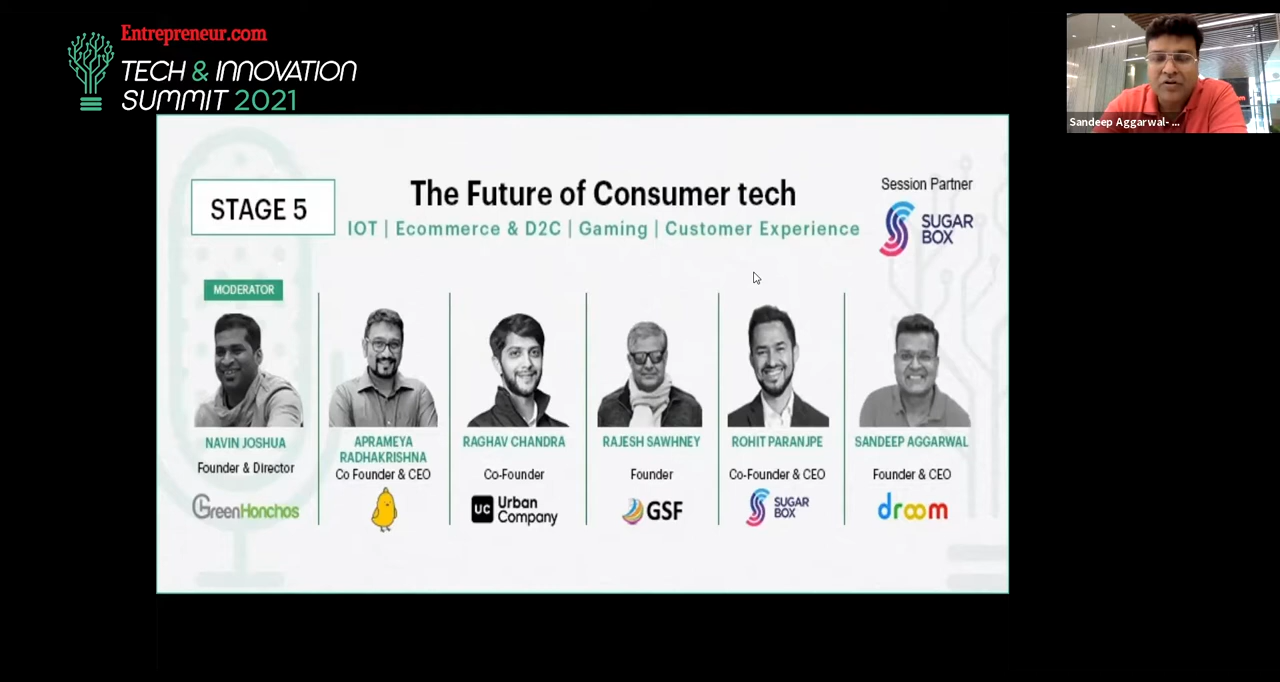 Entrepreneur.com
TECH & INNOVATION
SUMMIT 2021
Sandeep Aggarwal- ...
STAGE 5
The Future of Consumer tech
IOT | Ecommerce & D2C | Gaming | Customer Experience
Session Partner
SUGAR
BOX
MODERATOR
NAVIN JOSHUA
Founder & Director
GreenHonchos
APRAMEYA
RADHAKRISHNA
Co Founder & CEO
RAGHAV CHANDRA
Co-Founder
UC Urban
Company
RAJESH SAWHNEY
Founder
GSF
ROHIT PARANJPE
Co-Founder & CEO
SUGAR
BOX
SANDEEP AGGARWAL
Founder & CEO
droom